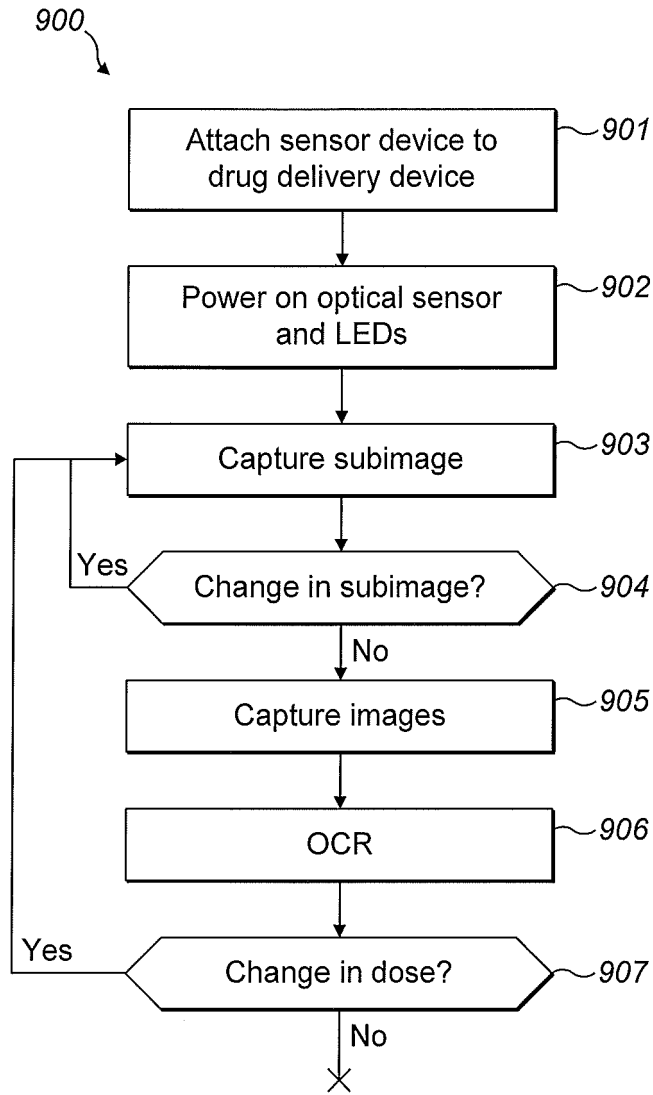 900
Attach sensor device to
drug delivery device
901
Power on optical sensor
and LEDs
902
Capture subimage
903
Yes
Change in subimage?
904
No
Capture images
905
OCR
906
Yes
Change in dose?
907
No